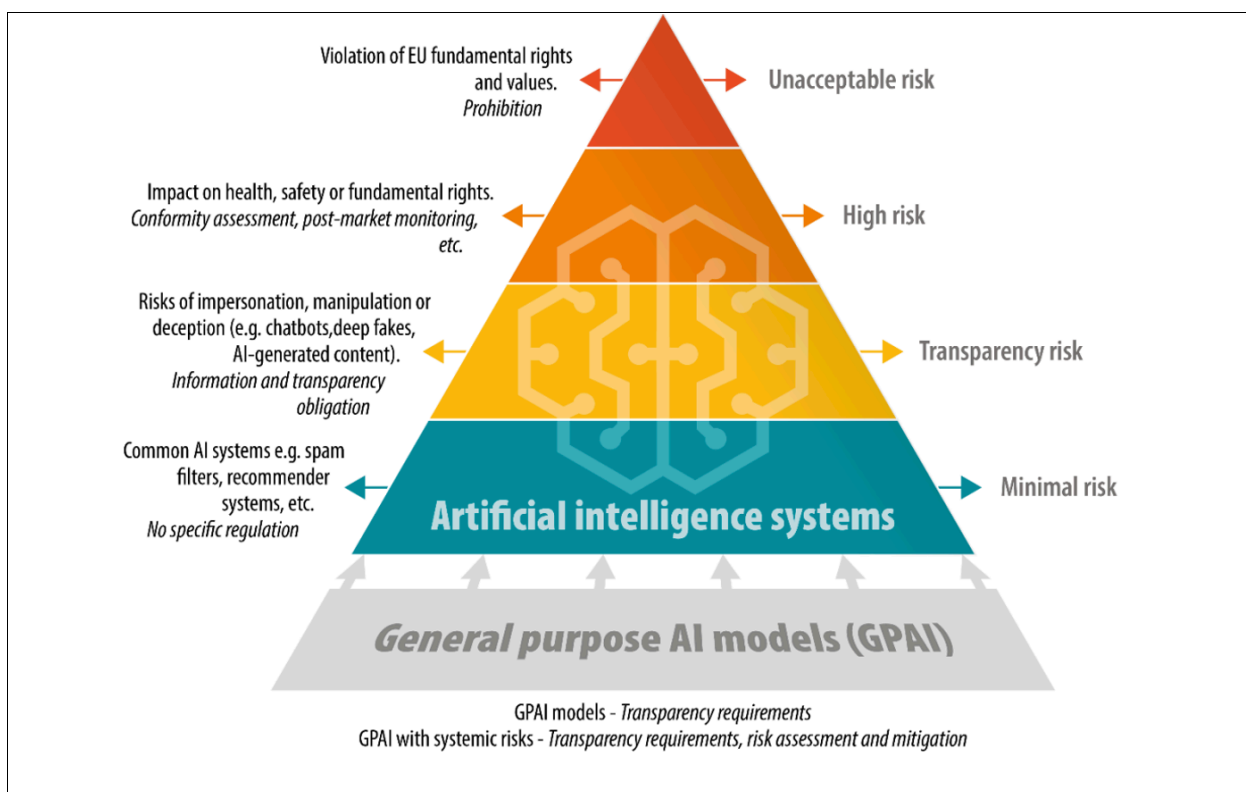 Violation of EU fundamental rights
and values.
Prohibition
Unacceptable risk
Impact on health, safety or fundamental rights.
Conformity assessment, post-market monitoring,
etc.
High risk
Risks of impersonation, manipulation or
deception (e.g. chatbots,deep fakes,
AI-generated content).
Information and transparency
obligation
Transparency risk
Common AI systems e.g. spam
filters, recommender
systems, etc.
No specific regulation
Minimal risk
Artificial intelligence systems
General purpose AI models (GPAI)
GPAI models - Transparency requirements
GPAI with systemic risks - Transparency requirements, risk assessment and mitigation